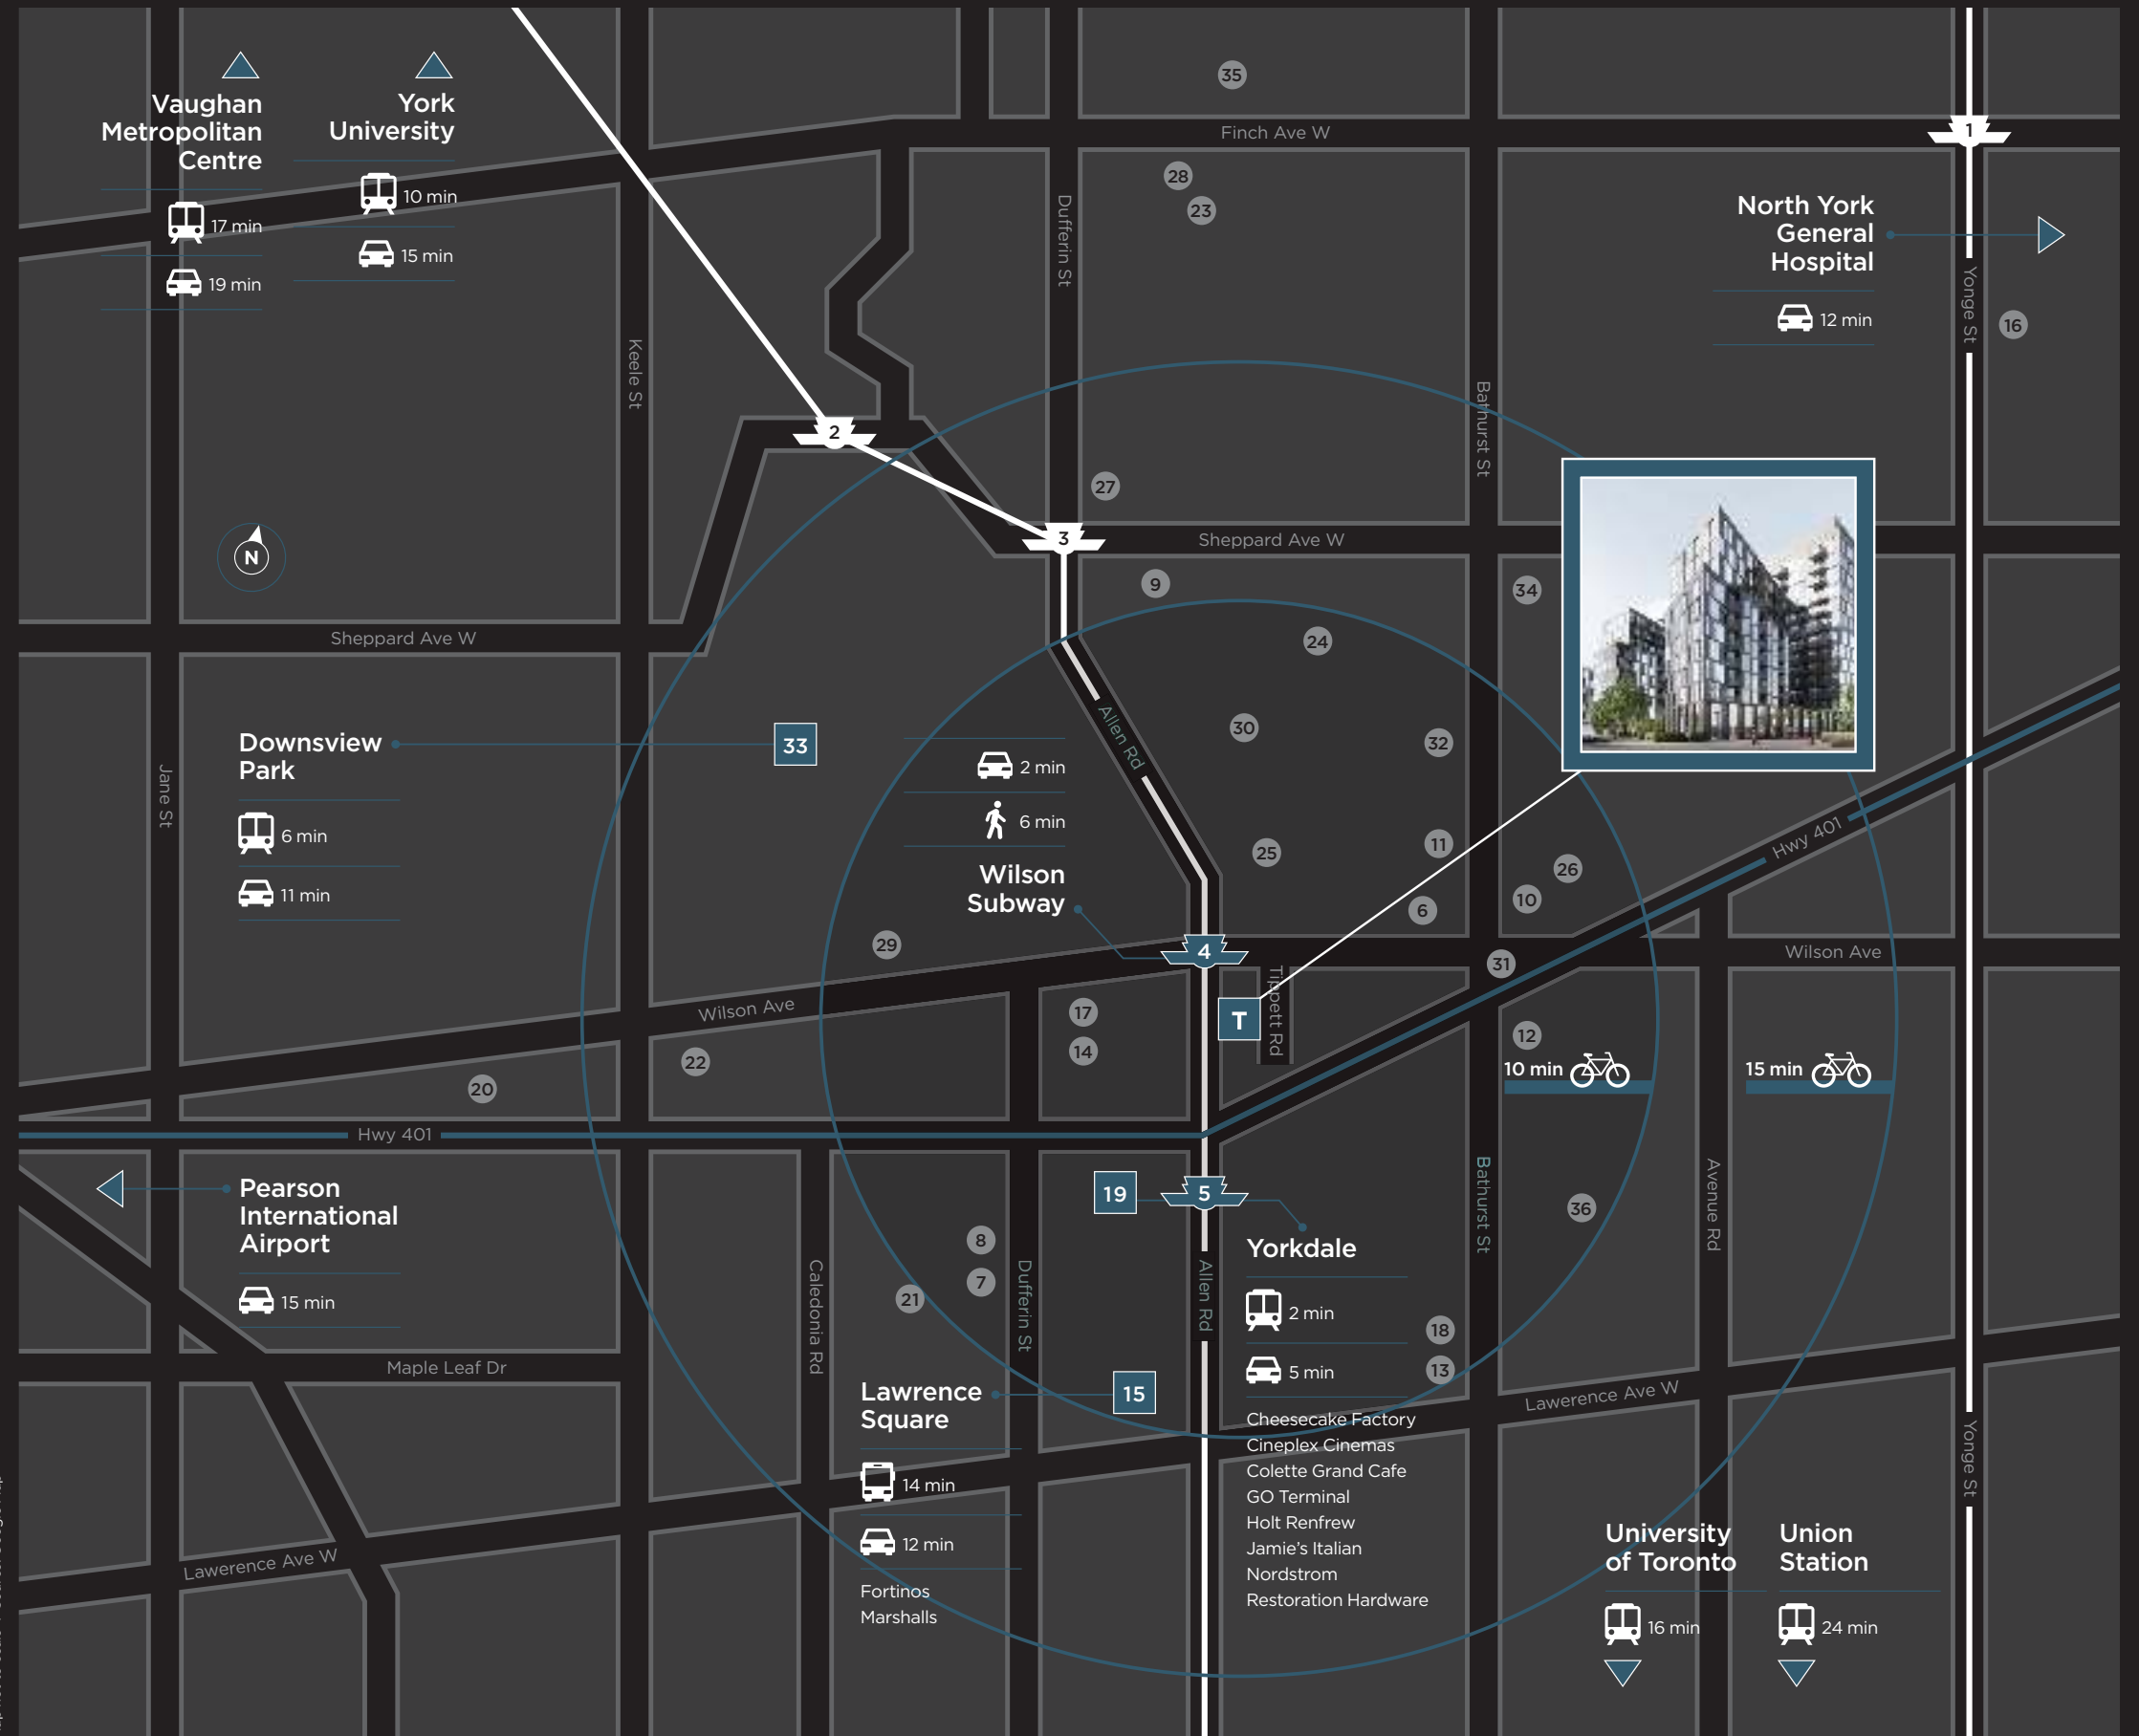 35
Finch Ave W
1
Vaughan
Metropolitan
Centre
17 min
19 min
York
University
10 min
15 min
28
23
Dufferin St
North York
General
Hospital
12 min
Yonge St
16
Keele St
Bathurst St
2
27
3
Sheppard Ave W
N
9
34
24
Sheppard Ave W
Downsview
Park
6 min
11 min
33
Jane St
Allen Rd
30
32
2 min
6 min
Wilson
Subway
25
11
26
Hwy 401
10
6
29
4
31
Wilson Ave
Wilson Ave
17
14
T
Tippett Rd
12
10 min
15 min
22
20
Hwy 401
Pearson
International
Airport
15 min
19
5
Bathurst St
Avenue Rd
36
8
7
21
Caledonia Rd
Dufferin St
Allen Rd
Yorkdale
2 min
5 min
18
13
Cheesecake Factory
Cineplex Cinemas
Colette Grand Cafe
GO Terminal
Holt Renfrew
Jamie's Italian
Nordstrom
Restoration Hardware
Maple Leaf Dr
Lawrence
Square
15
14 min
12 min
Fortinos
Marshalls
Lawerence Ave W
Lawerence Ave W
Yonge St
University
of Toronto
16 min
Union
Station
24 min